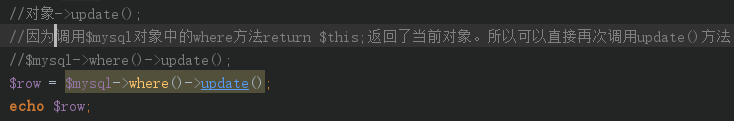 //对象->update();
//因为调用$mysql对象中的where方法return $this;返回了当前对象。所以可以直接再次调用update()方法
//$mysql->where()->update();
$row = $mysql->where()->update();
echo $row;